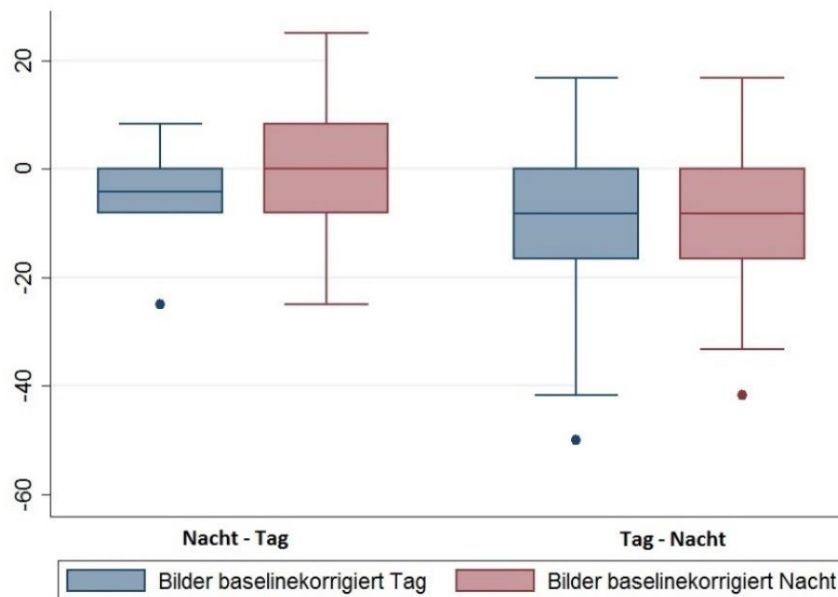 20
0
-20
-40
-60
Nacht - Tag Tag - Nacht
Bilder baselinekorrigiert Tag Bilder baselinekorrigiert Nacht